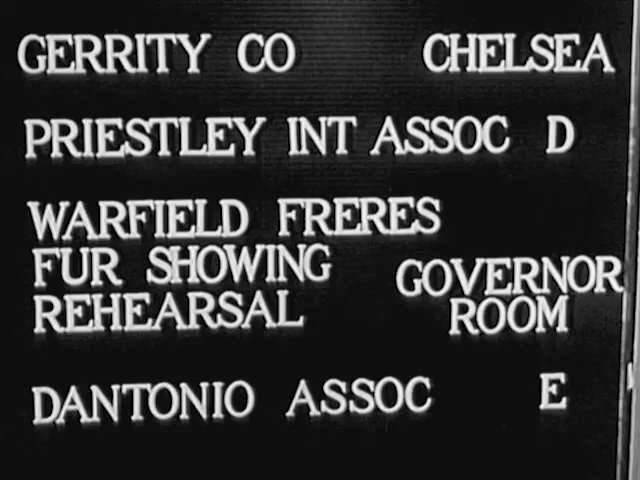 GERRITY CO CHELSEA
PRIESTLEY INT ASSOC D
WARFIELD FRERES
FUR SHOWING
REHEARSAL
GOVERNOR
ROOM
DANTONIO ASSOC E